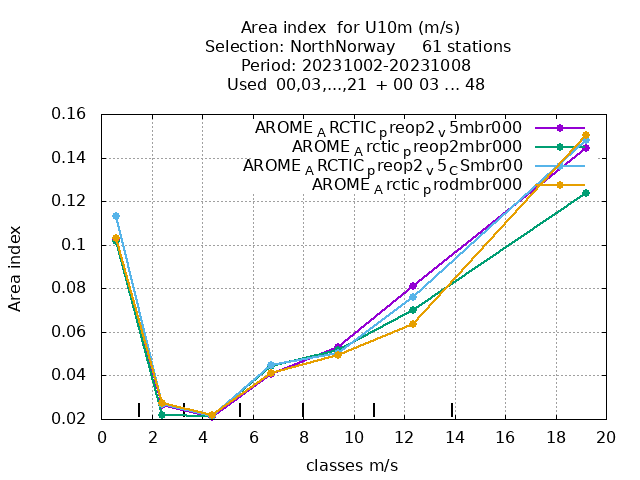 Area index  for U10m (m/s)
Selection: NorthNorway     61 stations
Period: 20231002-20231008
Used  00,03,...,21  + 00 03 ... 48
AROME_ARCTIC_preop2_v5mbr000
AROME_Arctic_preop2mbr000
AROME_ARCTIC_preop2_v5_CSmbr00
AROME_Arctic_prodmbr000
0.16
0.14
0.12
0.1
0.08
0.06
0.04
0.02
Area index
0 2 4 6 8 10 12 14 16 18 20
classes m/s